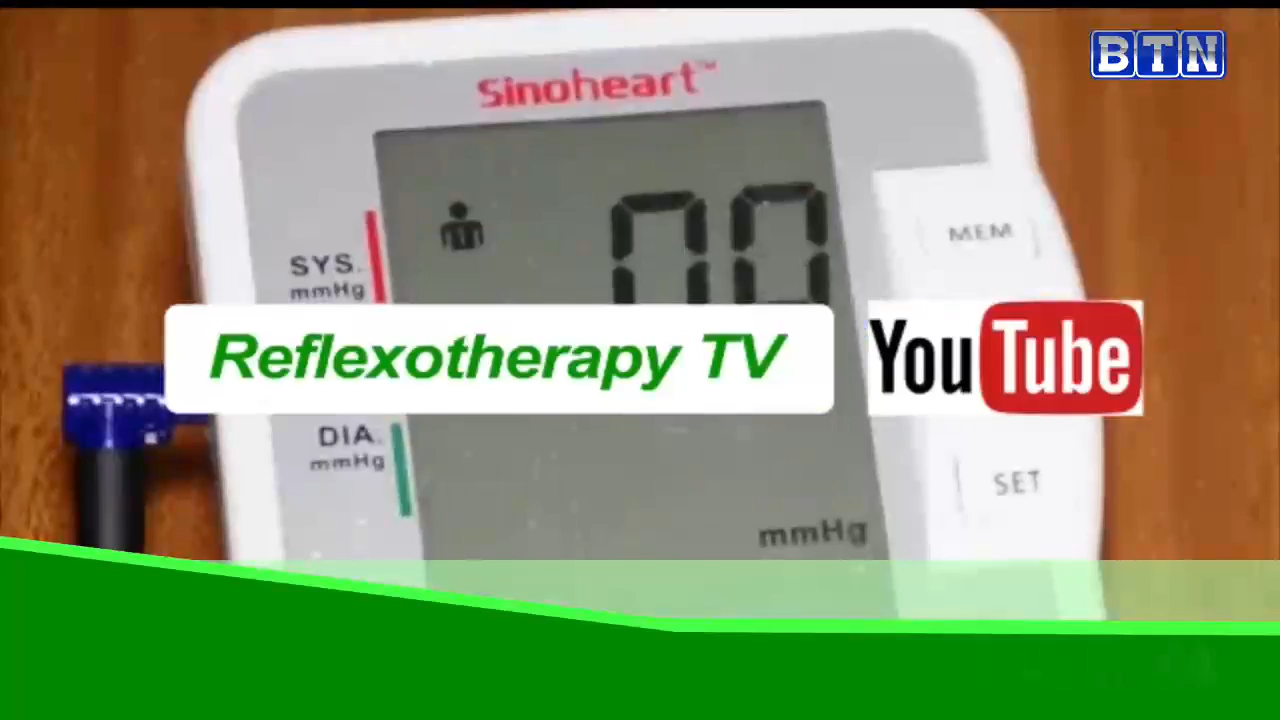 BTN
Sinoheart™
00
MEM
SYS.
mmHg
Reflexotherapy TV
YouTube
DIA.
mmHg
SET
mmHg